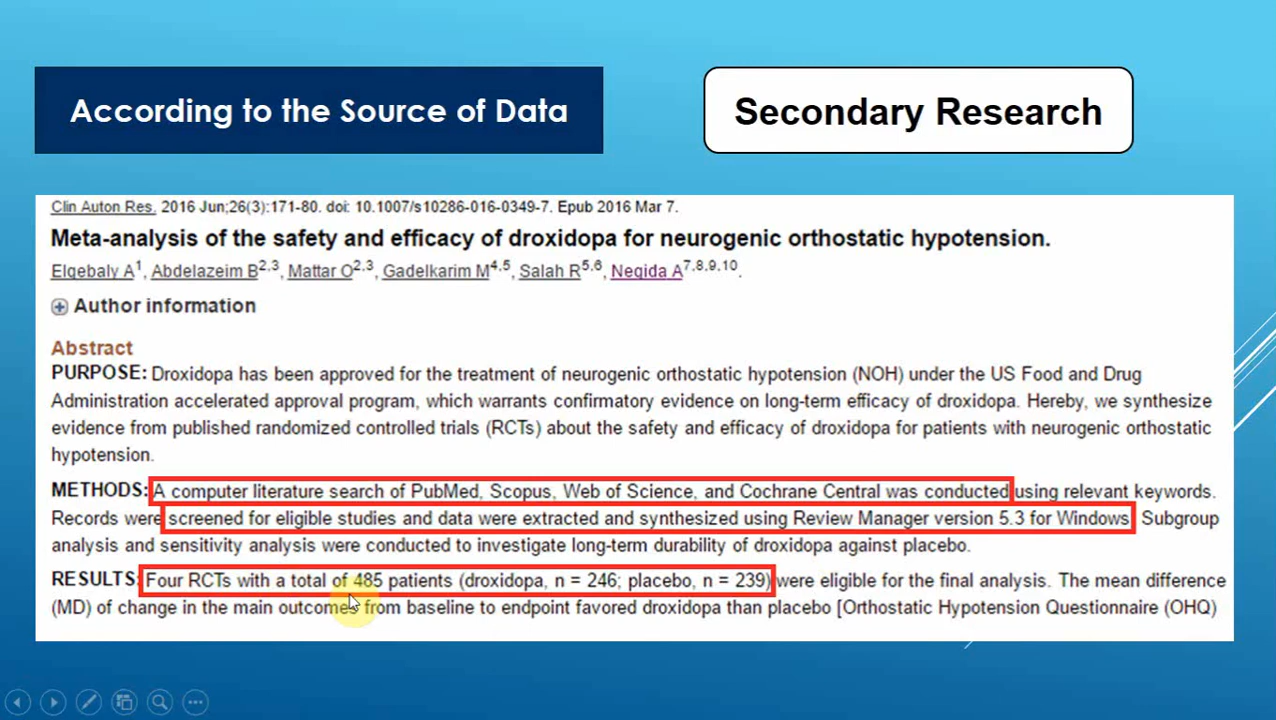 According to the Source of Data
Secondary Research
Clin Auton Res. 2016 Jun;26(3):171-80. doi: 10.1007/s10286-016-0349-7. Epub 2016 Mar 7.
Meta-analysis of the safety and efficacy of droxidopa for neurogenic orthostatic hypotension.
Elgebaly A1, Abdelazeim B2,3, Mattar O2,3, Gadelkarim M4,5, Salah R5,6, Negida A7,8,9,10.
Author information
Abstract
PURPOSE: Droxidopa has been approved for the treatment of neurogenic orthostatic hypotension (NOH) under the US Food and Drug
Administration accelerated approval program, which warrants confirmatory evidence on long-term efficacy of droxidopa. Hereby, we synthesize
evidence from published randomized controlled trials (RCTs) about the safety and efficacy of droxidopa for patients with neurogenic orthostatic
hypotension.
METHODS: A computer literature search of PubMed, Scopus, Web of Science, and Cochrane Central was conducted using relevant keywords.
Records were screened for eligible studies and data were extracted and synthesized using Review Manager version 5.3 for Windows. Subgroup
analysis and sensitivity analysis were conducted to investigate long-term durability of droxidopa against placebo.
RESULTS: Four RCTs with a total of 485 patients (droxidopa, n = 246; placebo, n = 239) were eligible for the final analysis. The mean difference
(MD) of change in the main outcomes from baseline to endpoint favored droxidopa than placebo [Orthostatic Hypotension Questionnaire (OHQ)